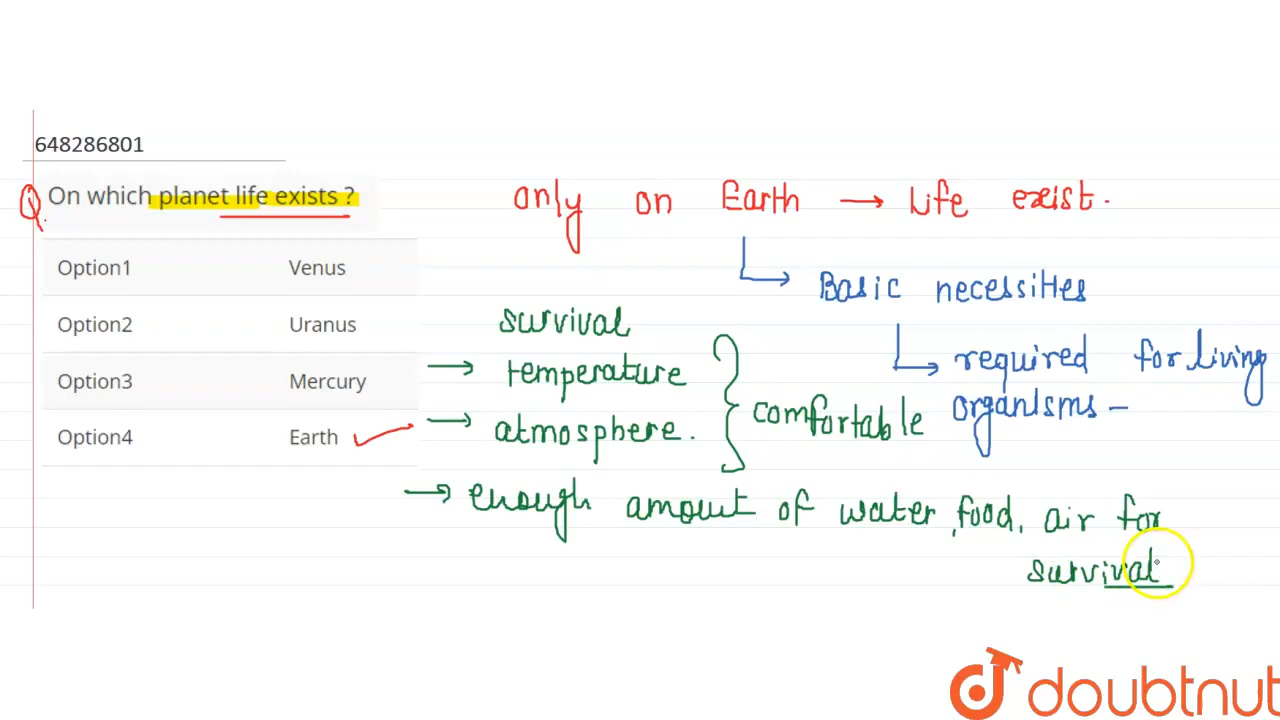 648286801
Q. On which planet life exists ?
Option1 Venus
Option2 Uranus
Option3 Mercury
Option4 Earth
only on Earth → Life exist.
Basic necessities
required for living
organisms -
survival
→ temperature
→ atmosphere.
comfortable
→ enough amount of water, food, air for
survival
doubtnut